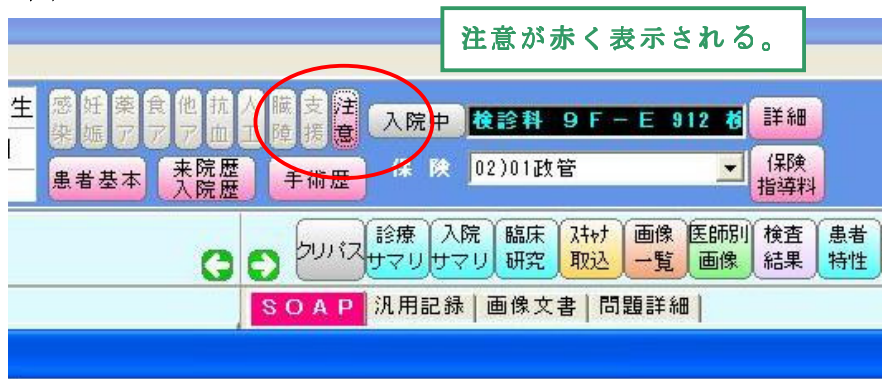 注意が赤く表示される。
生 感染 妊娠 薬ア 食ア 他ア 抗血 人工 臓障 支援 注意 入院中 検診科 9F-E 912 詳細
患者基本 来院歴 入院歴 手術歴 保険 02)01政管 保険指導料
クリパス 診療サマリ 入院サマリ 臨床研究 スキャナ取込 画像一覧 医師別画像 検査結果 患者特性
SOAP 汎用記録 画像文書 問題詳細